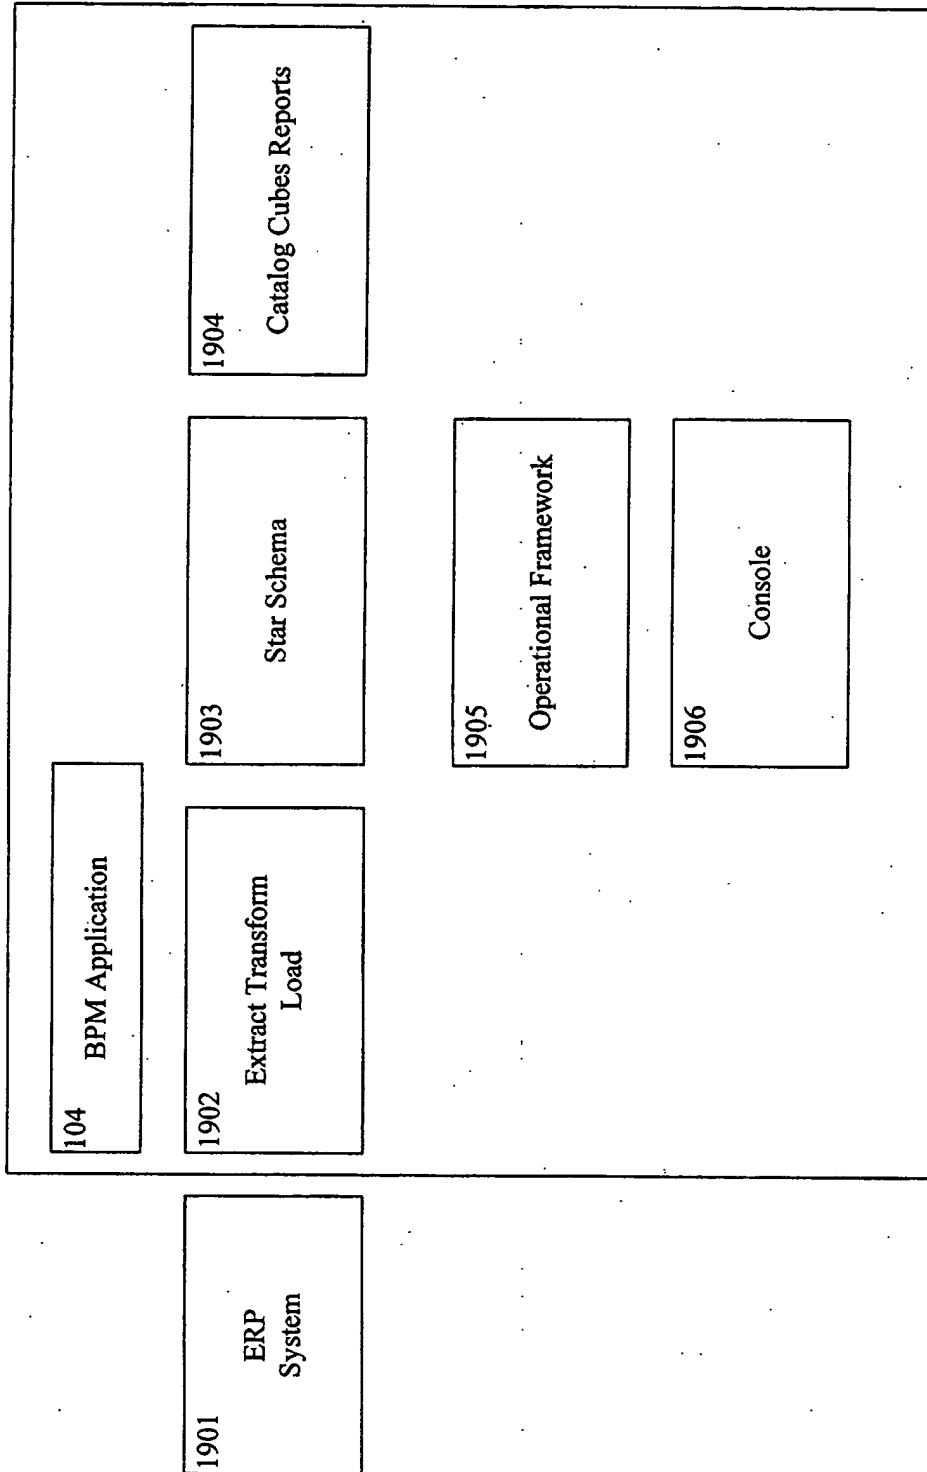 104
BPM Application
1901
ERP
System
1902
Extract Transform
Load
1903
Star Schema
1904
Catalog Cubes Reports
1905
Operational Framework
1906
Console